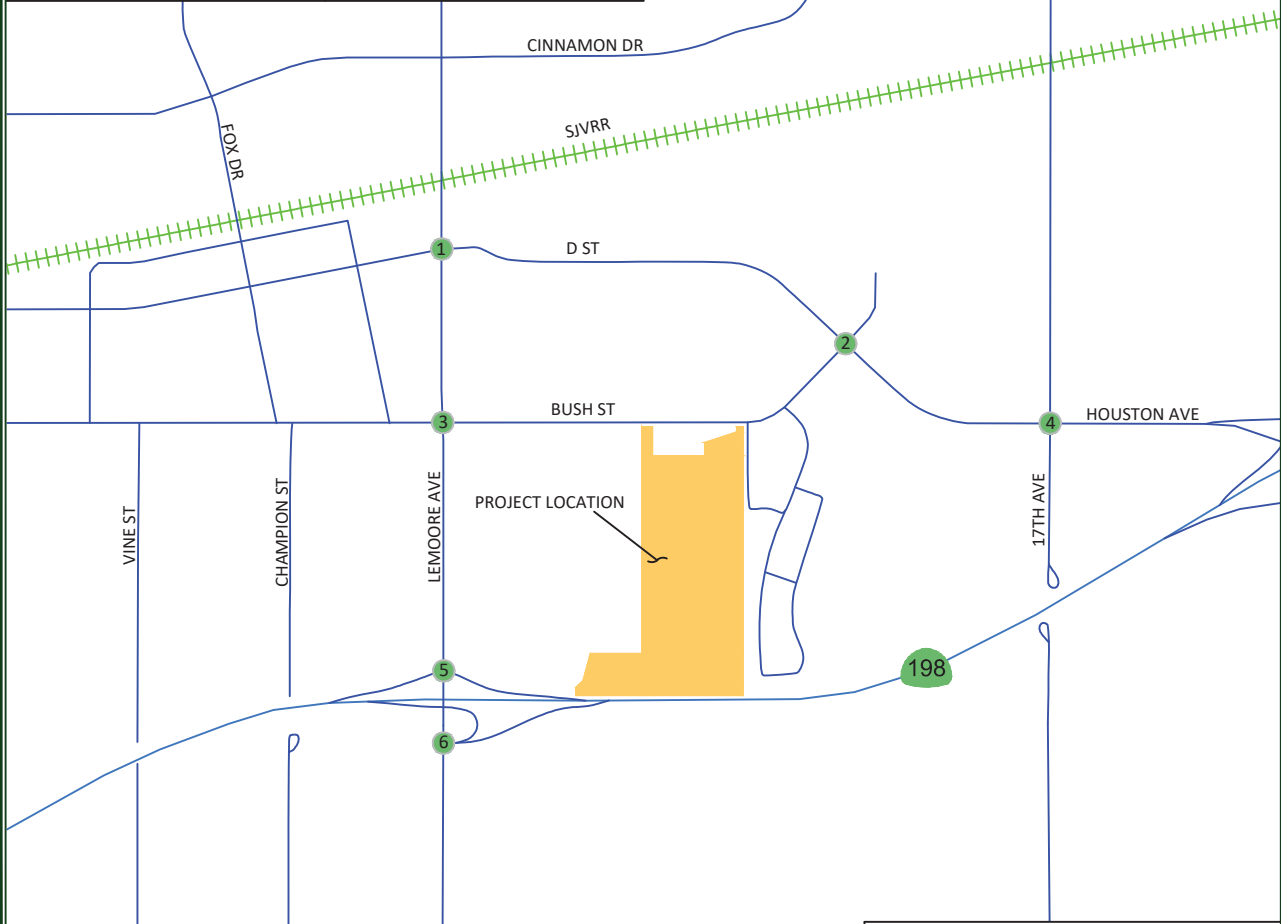 CINNAMON DR
SJVRR
FOX DR
1
D ST
2
BUSH ST
3
HOUSTON AVE
4
PROJECT LOCATION
VINE ST
CHAMPION ST
LEMOORE AVE
17TH AVE
5
198
6